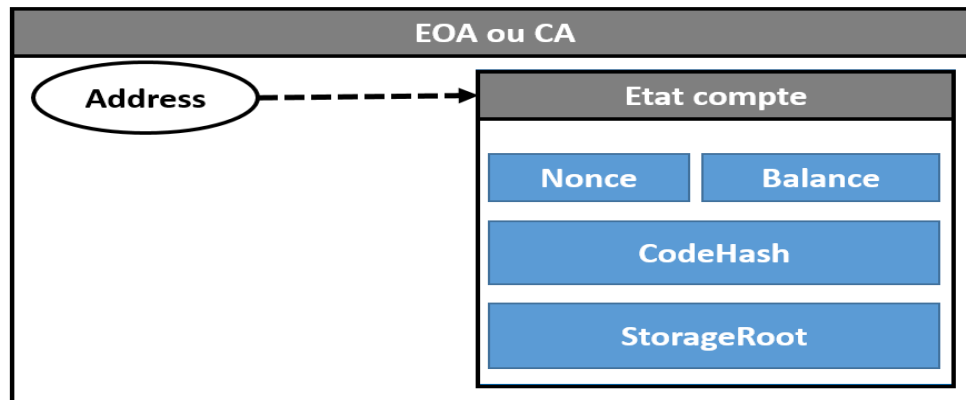 EOA ou CA
Address
Etat compte
Nonce Balance
CodeHash
StorageRoot